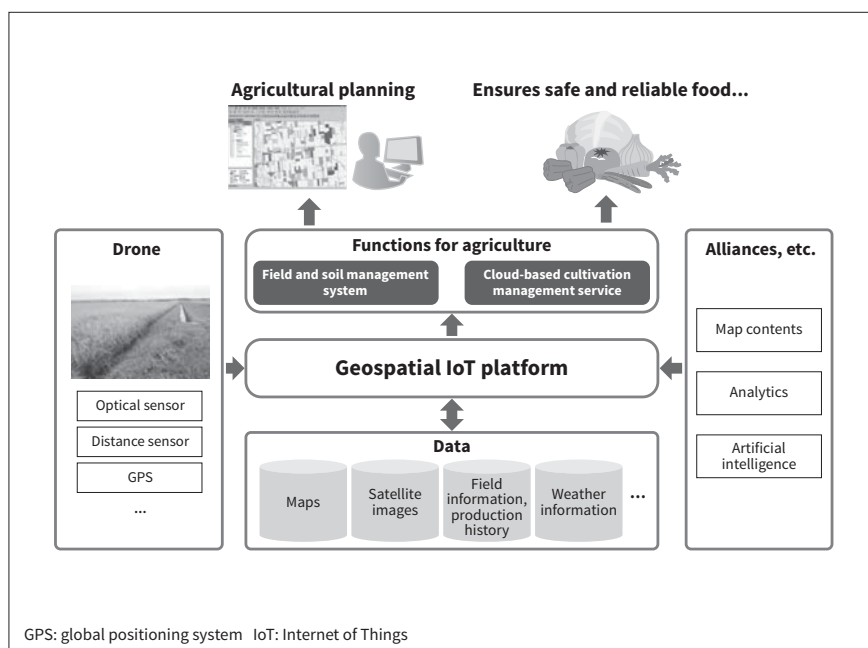 Agricultural planning
Ensures safe and reliable food...
Drone
Optical sensor
Distance sensor
GPS
...
Functions for agriculture
Field and soil management
system
Cloud-based cultivation
management service
Geospatial IoT platform
Data
Maps
Satellite
images
Field
information,
production
history
Weather
information
...
Alliances, etc.
Map contents
Analytics
Artificial
intelligence
GPS: global positioning system IoT: Internet of Things